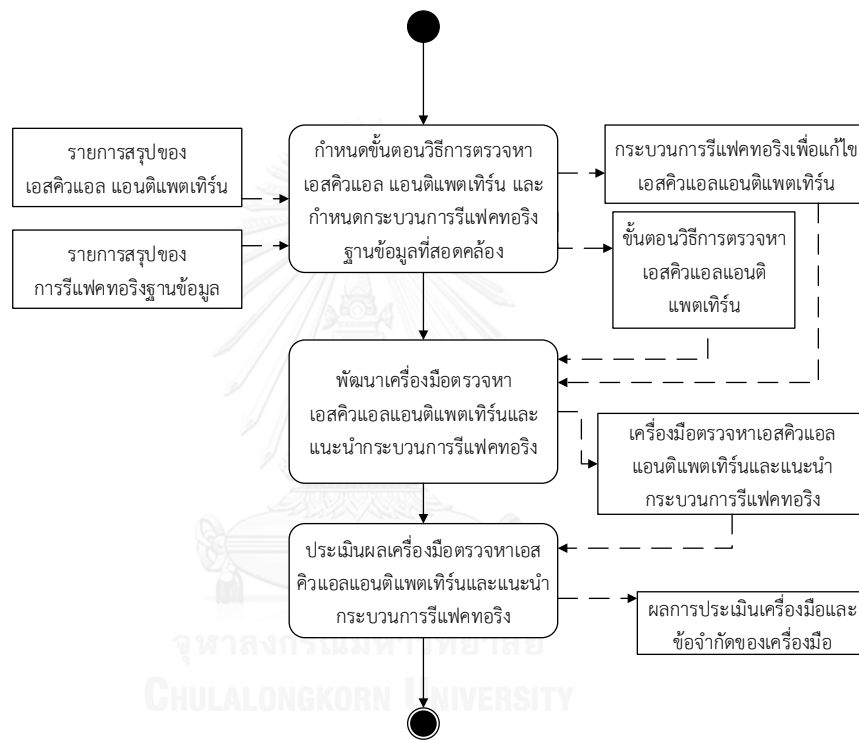 รายการสรุปของ
เอสคิวแอล แอนติแพตเทิร์น
รายการสรุปของ
การรีแฟคทอริงฐานข้อมูล
กำหนดขั้นตอนวิธีการตรวจหา
เอสคิวแอล แอนติแพตเทิร์น และ
กำหนดกระบวนการรีแฟคทอริง
ฐานข้อมูลที่สอดคล้อง
กระบวนการรีแฟคทอริงเพื่อแก้ไข
เอสคิวแอลแอนติแพตเทิร์น
ขั้นตอนวิธีการตรวจหา
เอสคิวแอลแอนติ
แพตเทิร์น
พัฒนาเครื่องมือตรวจหา
เอสคิวแอลแอนติแพตเทิร์นและ
แนะนำกระบวนการรีแฟคทอริง
เครื่องมือตรวจหาเอสคิวแอล
แอนติแพตเทิร์นและแนะนำ
กระบวนการรีแฟคทอริง
ประเมินผลเครื่องมือตรวจหาเอส
คิวแอลแอนติแพตเทิร์นและแนะนำ
กระบวนการรีแฟคทอริง
ผลการประเมินเครื่องมือและ
ข้อจำกัดของเครื่องมือ
จุฬาลงกรณ์มหาวิทยาลัย
CHULALONGKORN UNIVERSITY